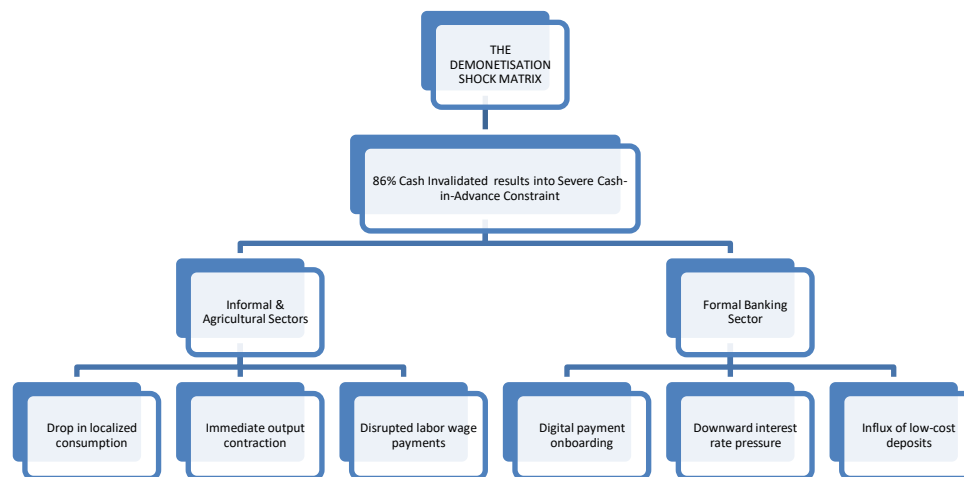 THE
DEMONETISATION
SHOCK MATRIX
86% Cash Invalidated results into Severe Cash-
in-Advance Constraint
Informal &
Agricultural Sectors
Formal Banking
Sector
Drop in localized
consumption
Immediate output
contraction
Disrupted labor wage
payments
Digital payment
onboarding
Downward interest
rate pressure
Influx of low-cost
deposits